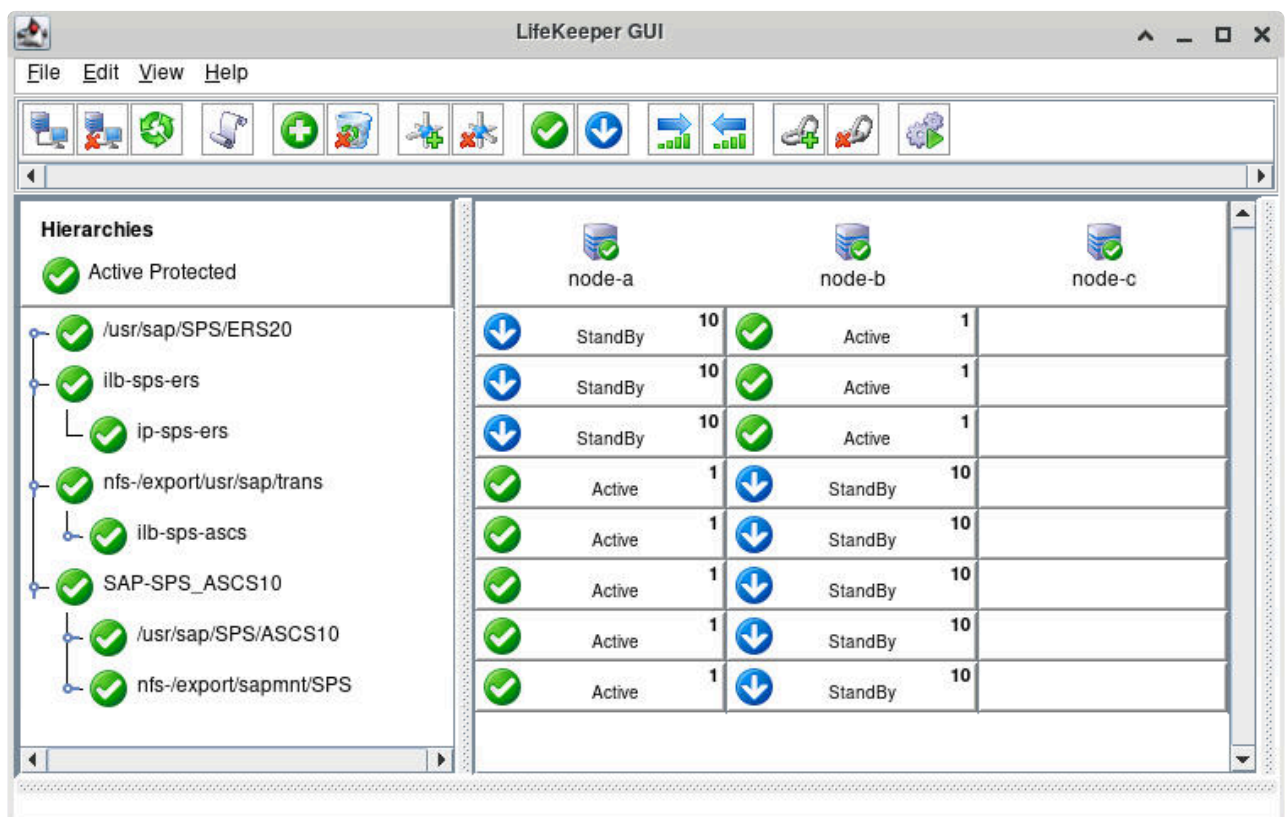 LifeKeeper GUI
File Edit View Help
Hierarchies
Active Protected
node-a node-b node-c
/usr/sap/SPS/ERS20 StandBy 10 Active 1
ilb-sps-ers StandBy 10 Active 1
ip-sps-ers StandBy 10 Active 1
nfs-/export/usr/sap/trans Active 1 StandBy 10
ilb-sps-ascs Active 1 StandBy 10
SAP-SPS_ASCS10 Active 1 StandBy 10
/usr/sap/SPS/ASCS10 Active 1 StandBy 10
nfs-/export/sapmnt/SPS Active 1 StandBy 10